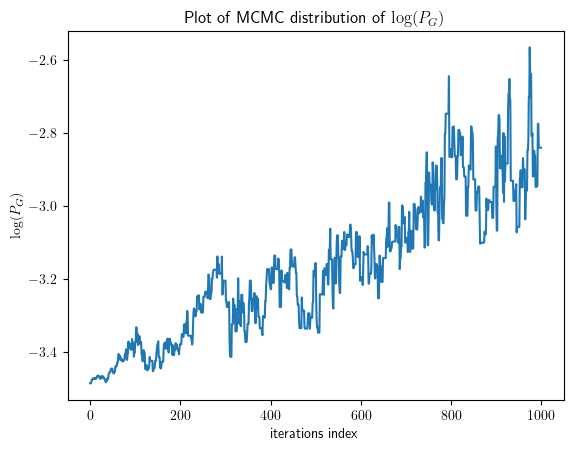 Plot of MCMC distribution of log(P_G)
log(P_G)
−2.6
−2.8
−3.0
−3.2
−3.4
0 200 400 600 800 1000
iterations index